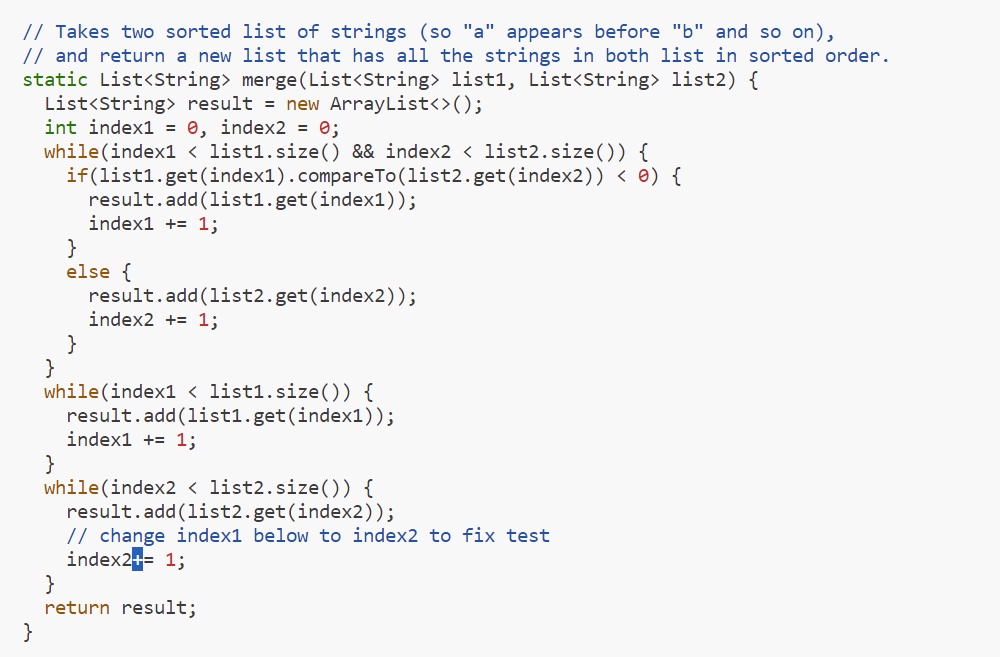 // Takes two sorted list of strings (so "a" appears before "b" and so on),
// and return a new list that has all the strings in both list in sorted order.
static List<String> merge(List<String> list1, List<String> list2) {
  List<String> result = new ArrayList<>();
  int index1 = 0, index2 = 0;
  while(index1 < list1.size() && index2 < list2.size()) {
    if(list1.get(index1).compareTo(list2.get(index2)) < 0) {
      result.add(list1.get(index1));
      index1 += 1;
    }
    else {
      result.add(list2.get(index2));
      index2 += 1;
    }
  }
  while(index1 < list1.size()) {
    result.add(list1.get(index1));
    index1 += 1;
  }
  while(index2 < list2.size()) {
    result.add(list2.get(index2));
    // change index1 below to index2 to fix test
    index2+= 1;
  }
  return result;
}